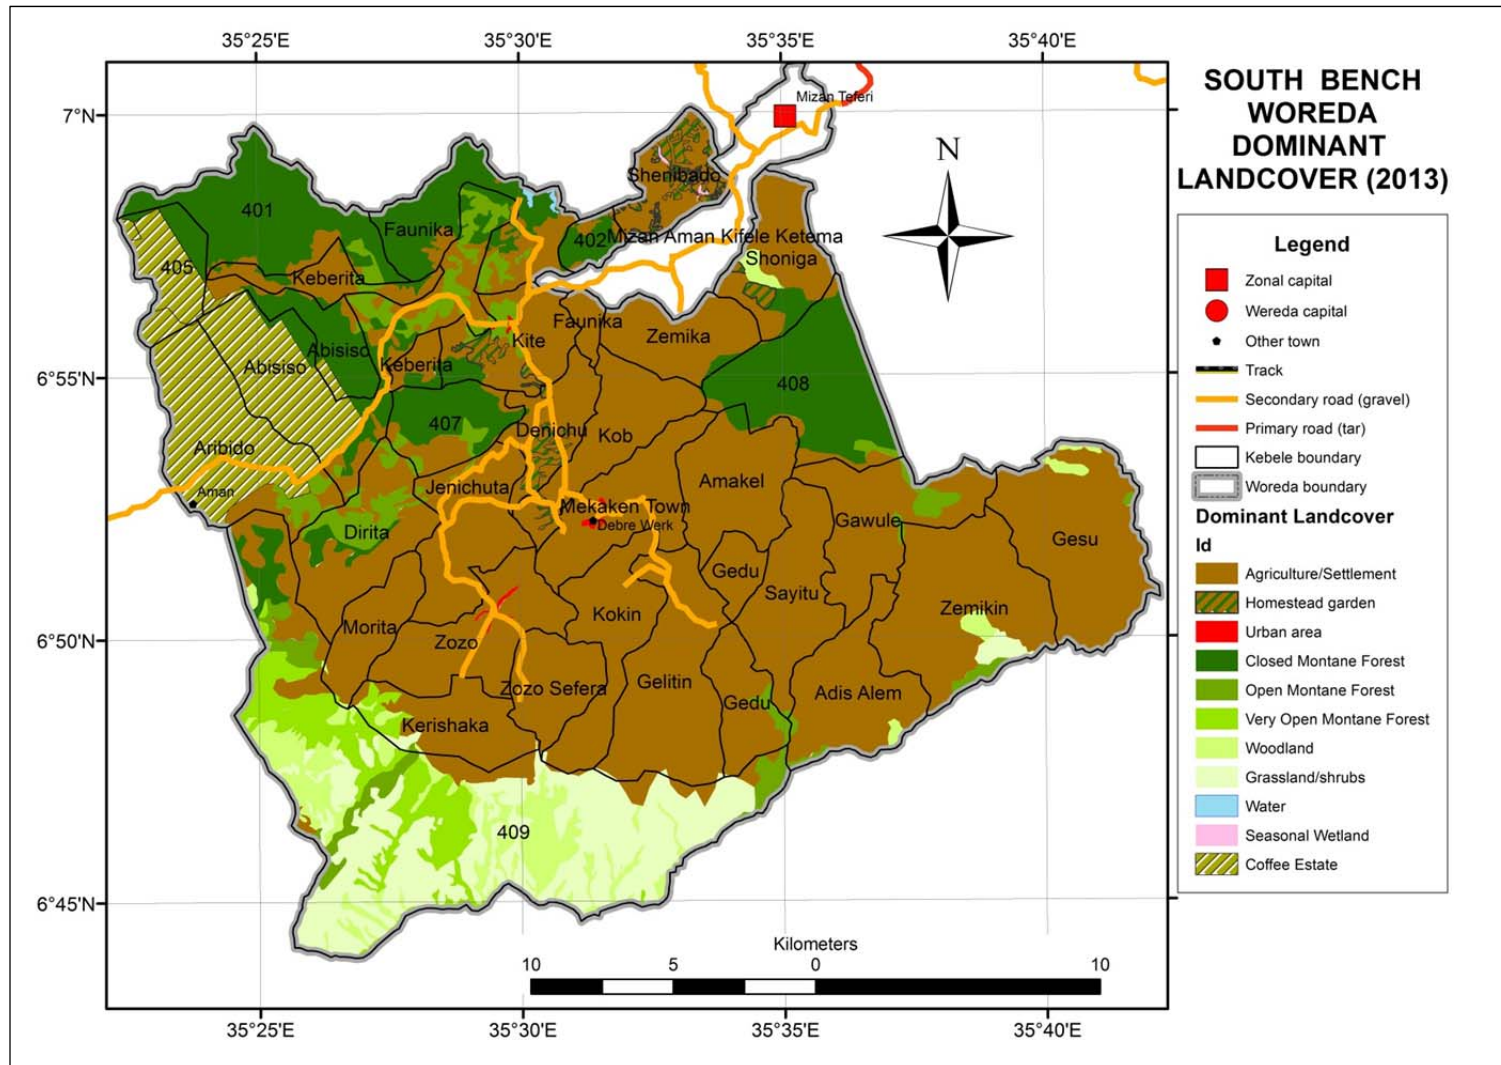 35°25'E
35°30'E
35°35'E
35°40'E
SOUTH BENCH
WOREDA
DOMINANT
LANDCOVER (2013)
7°N
6°55'N
6°50'N
6°45'N
Mizan Teferi
N
Shenibado
401
Faunika
402
Mizan Aman Kifele Ketema
Shoniga
405
Keberita
Faunika
Kite
Zemika
Abisiso
Abisiso
Keberita
408
407
Denichu
Kob
Aribido
Amakel
Jenichuta
Aman
Mekaken Town
Debre Werk
Dirita
Gawule
Gesu
Gedu
Sayitu
Zemikin
Kokin
Morita
Zozo
Zozo Sefera
Gelitin
Gedu
Adis Alem
Kerishaka
409
Kilometers
10
5
0
10
35°25'E
35°30'E
35°35'E
35°40'E
Legend
Zonal capital
Wereda capital
Other town
Track
Secondary road (gravel)
Primary road (tar)
Kebele boundary
Woreda boundary
Dominant Landcover
Id
Agriculture/Settlement
Homestead garden
Urban area
Closed Montane Forest
Open Montane Forest
Very Open Montane Forest
Woodland
Grassland/shrubs
Water
Seasonal Wetland
Coffee Estate